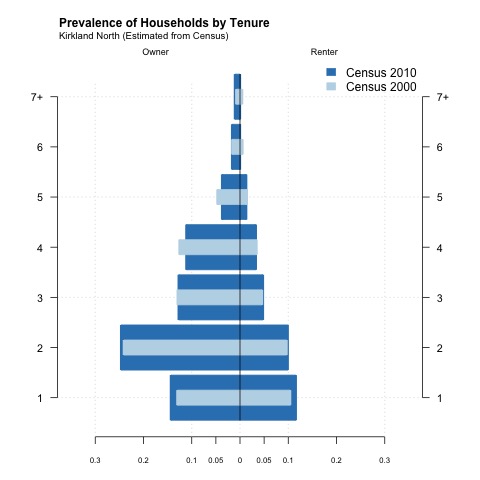 Prevalence of Households by Tenure
Kirkland North (Estimated from Census)
Owner Renter
Census 2010
Census 2000
7+ 7+
6 6
5 5
4 4
3 3
2 2
1 1
0.3 0.2 0.1 0.05 0 0.05 0.1 0.2 0.3